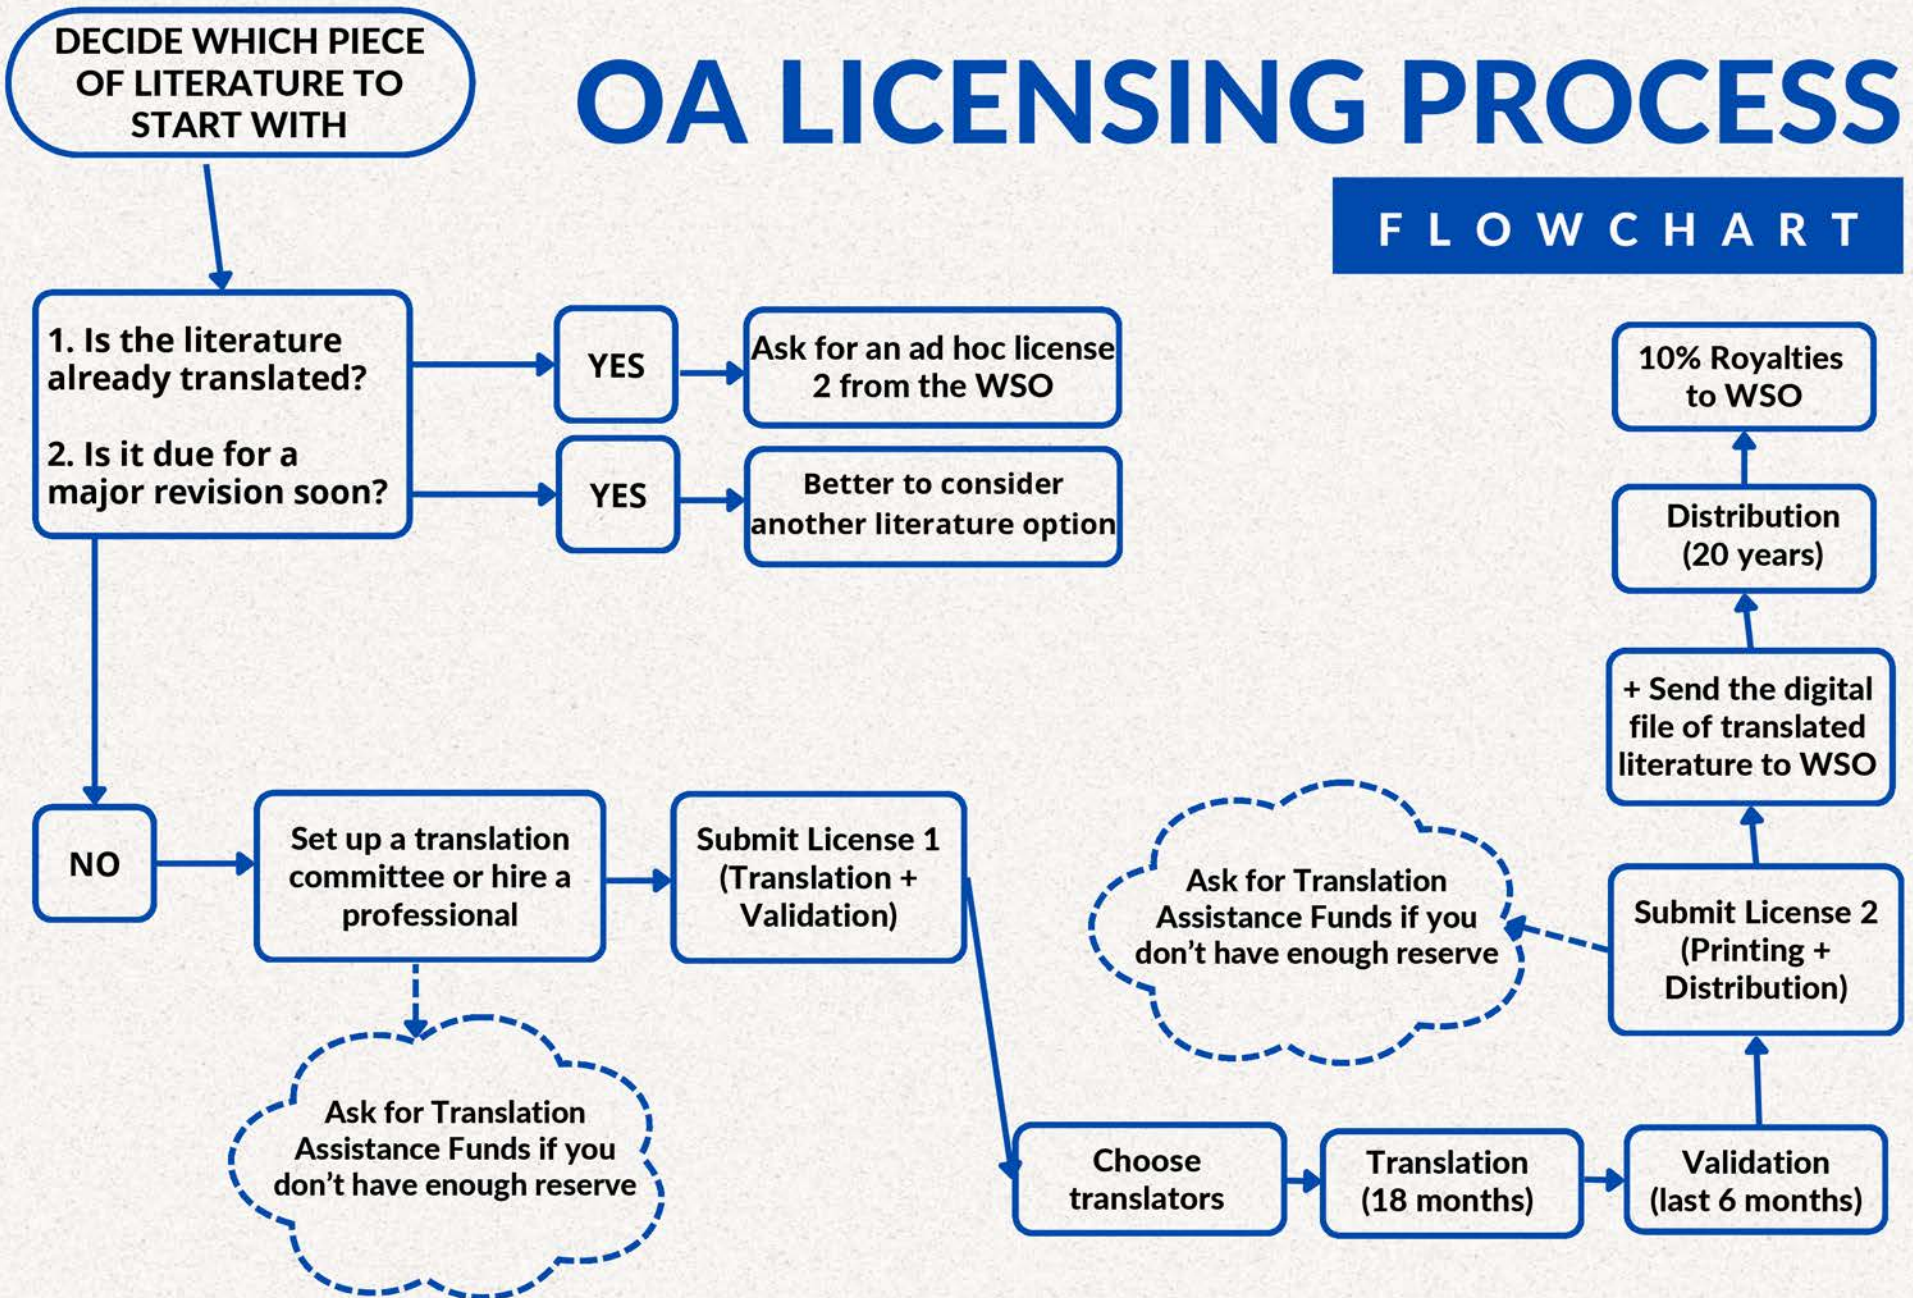 DECIDE WHICH PIECE
OF LITERATURE TO
START WITH
OA LICENSING PROCESS
FLOWCHART
1. Is the literature
already translated?
2. Is it due for a
major revision soon?
YES
Ask for an ad hoc license
2 from the WSO
YES
Better to consider
another literature option
NO
Set up a translation
committee or hire a
professional
Ask for Translation
Assistance Funds if you
don't have enough reserve
Submit License 1
(Translation +
Validation)
Choose
translators
Translation
(18 months)
Validation
(last 6 months)
Submit License 2
(Printing +
Distribution)
Ask for Translation
Assistance Funds if you
don't have enough reserve
+ Send the digital
file of translated
literature to WSO
Distribution
(20 years)
10% Royalties
to WSO